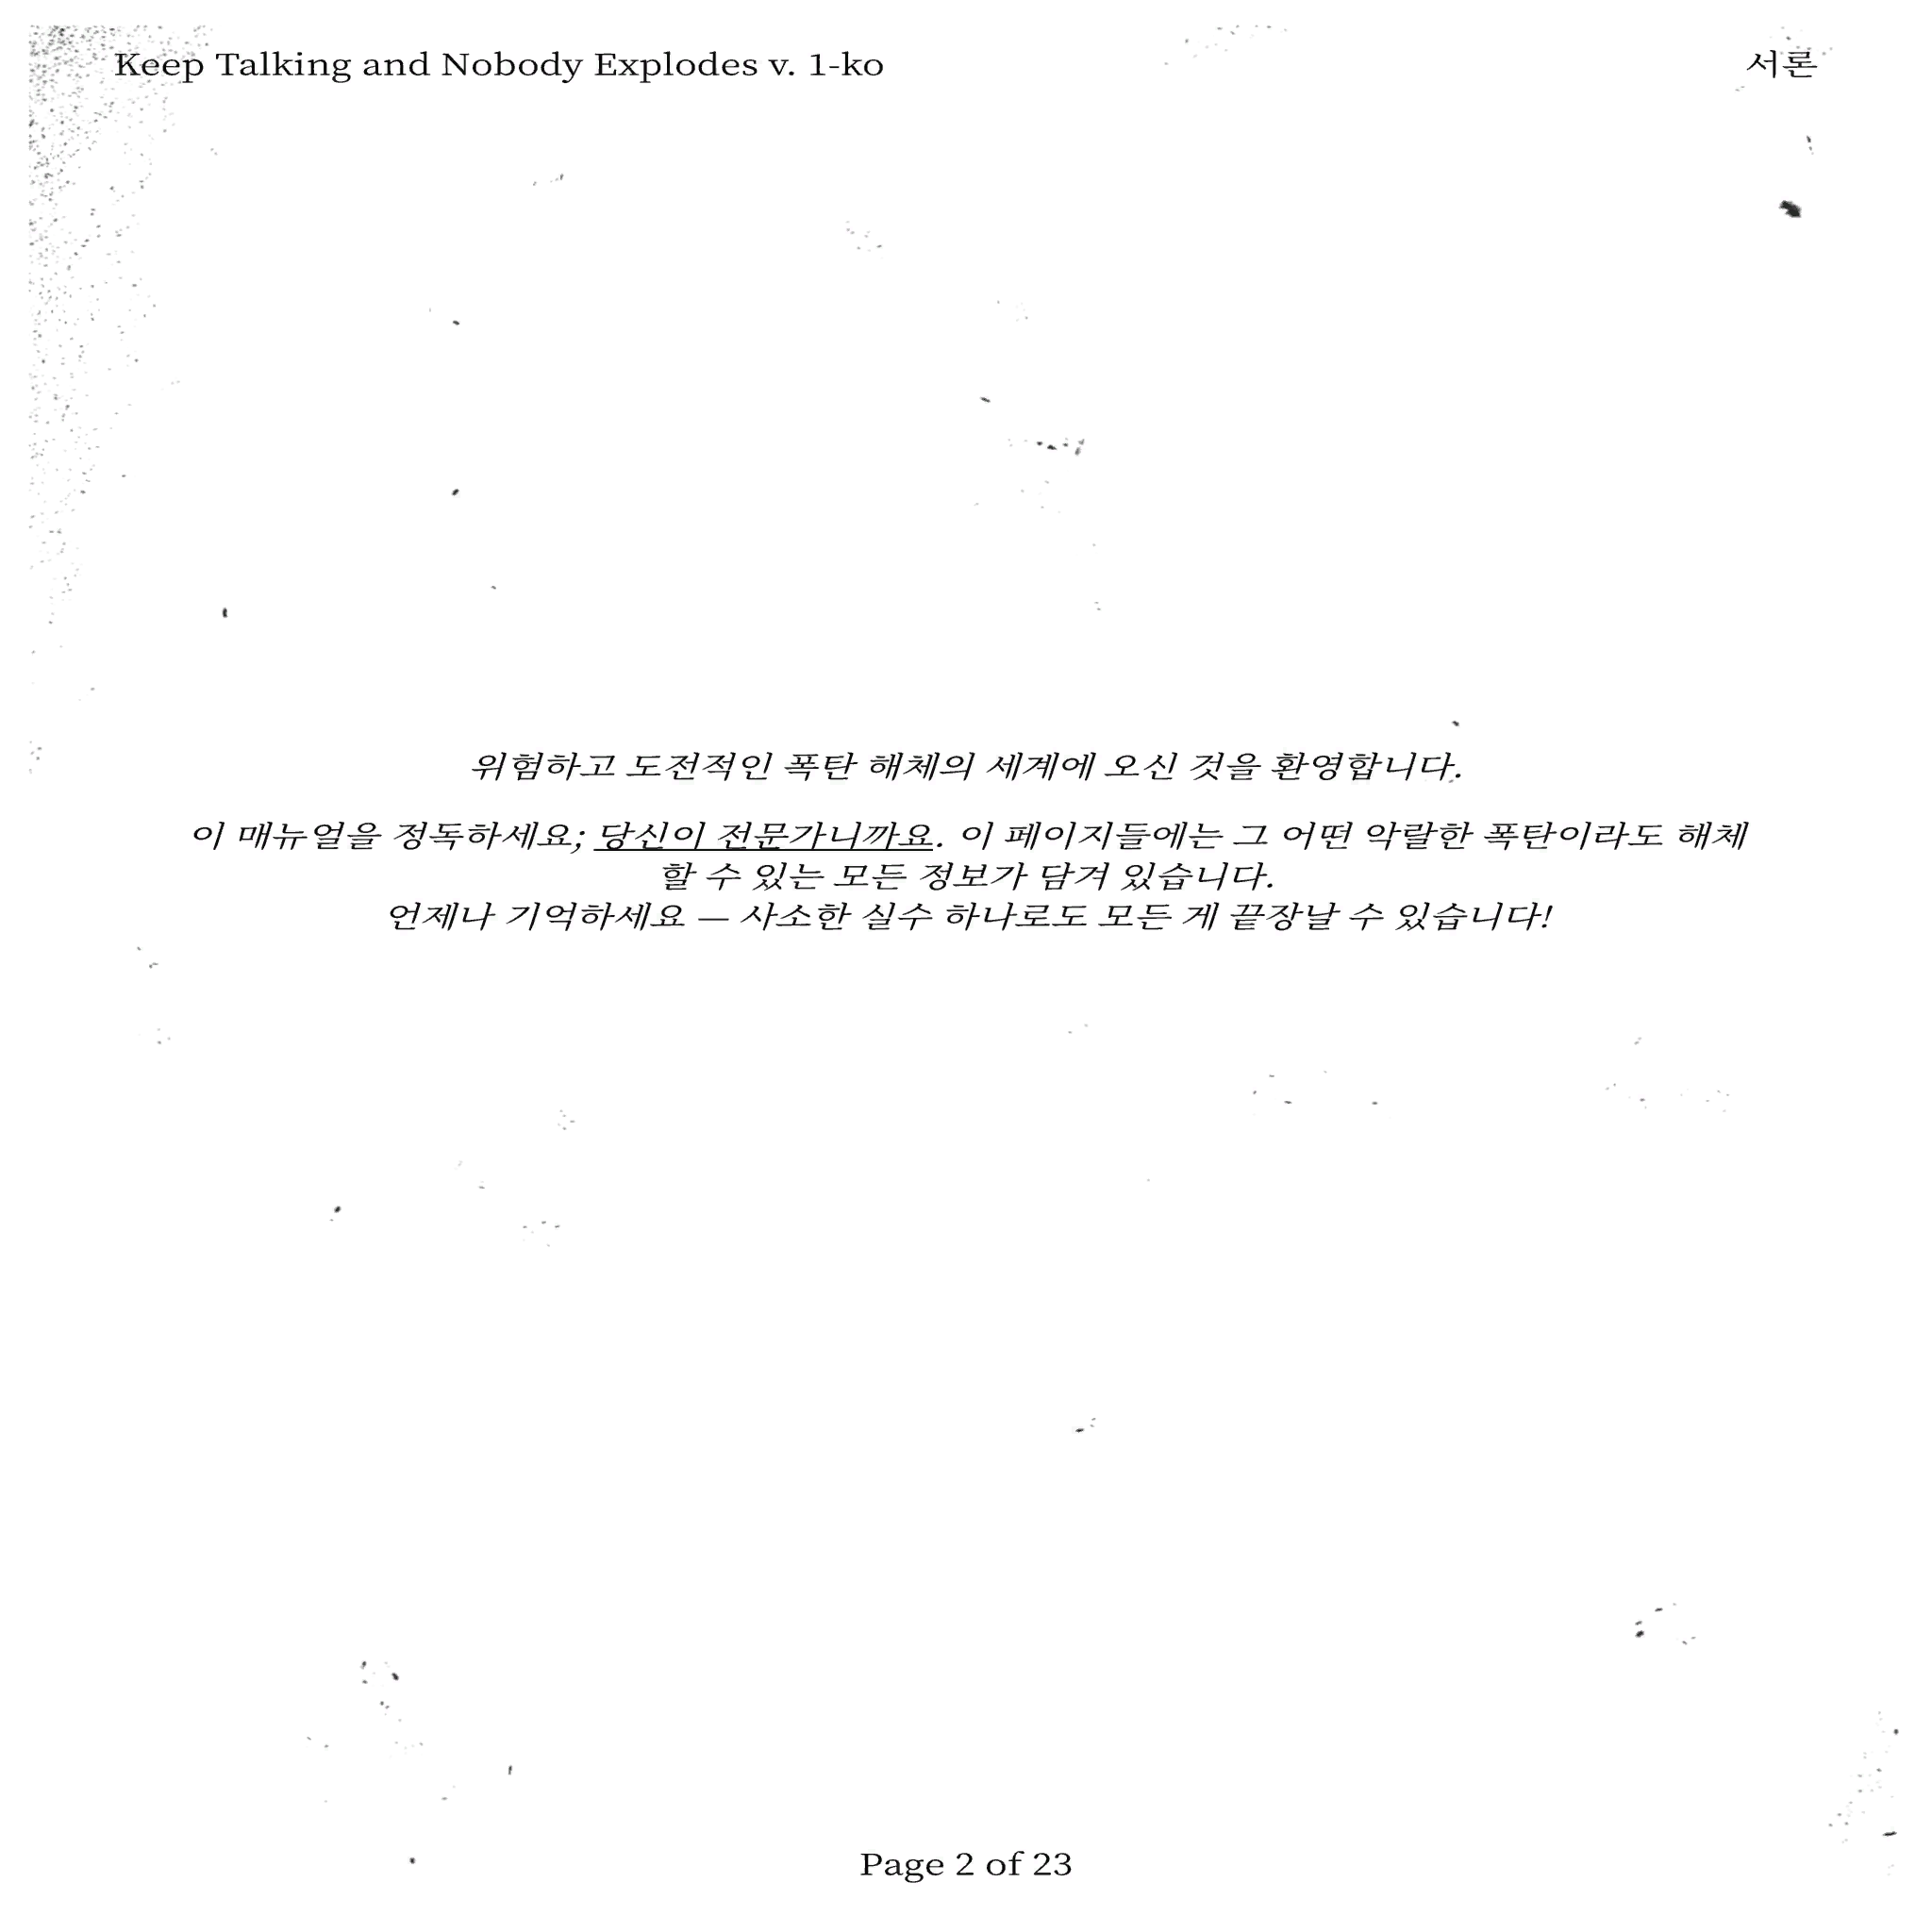 Keep Talking and Nobody Explodes v. 1-ko
서론
위험하고 도전적인 폭탄 해체의 세계에 오신 것을 환영합니다.
이 매뉴얼을 정독하세요; 당신이 전문가니까요. 이 페이지들에는 그 어떤 악랄한 폭탄이라도 해체
할 수 있는 모든 정보가 담겨 있습니다.
언제나 기억하세요 — 사소한 실수 하나로도 모든 게 끝장날 수 있습니다!
Page 2 of 23